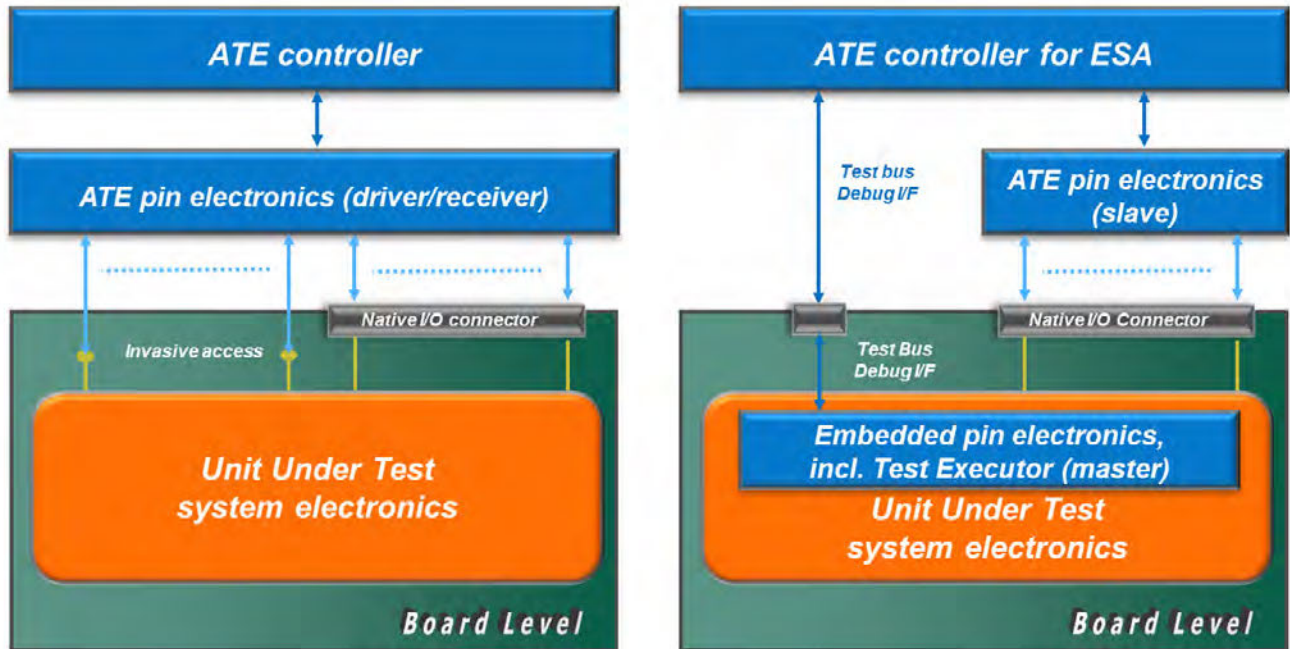 ATE controller
ATE pin electronics (driver/receiver)
Native I/O connector
Invasive access
Unit Under Test
system electronics
Board Level
ATE controller for ESA
Test bus
Debug I/F
ATE pin electronics
(slave)
Native I/O Connector
Test Bus
Debug I/F
Embedded pin electronics,
incl. Test Executor (master)
Unit Under Test
system electronics
Board Level